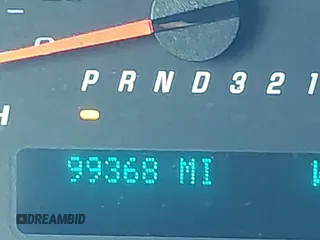 PRND321
H
99368 MI
DREAMBID